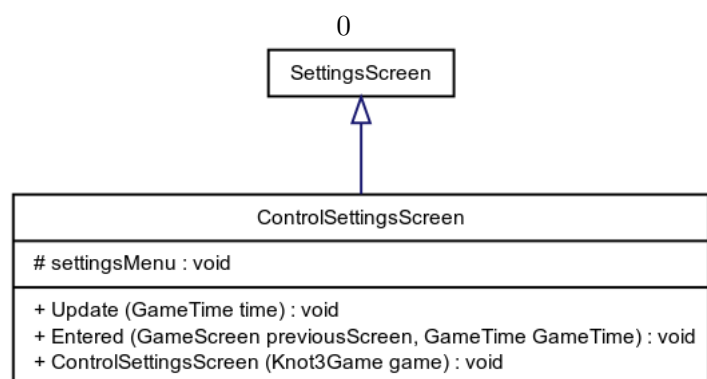 0
SettingsScreen
ControlSettingsScreen
# settingsMenu : void
+ Update (GameTime time) : void
+ Entered (GameScreen previousScreen, GameTime GameTime) : void
+ ControlSettingsScreen (Knot3Game game) : void